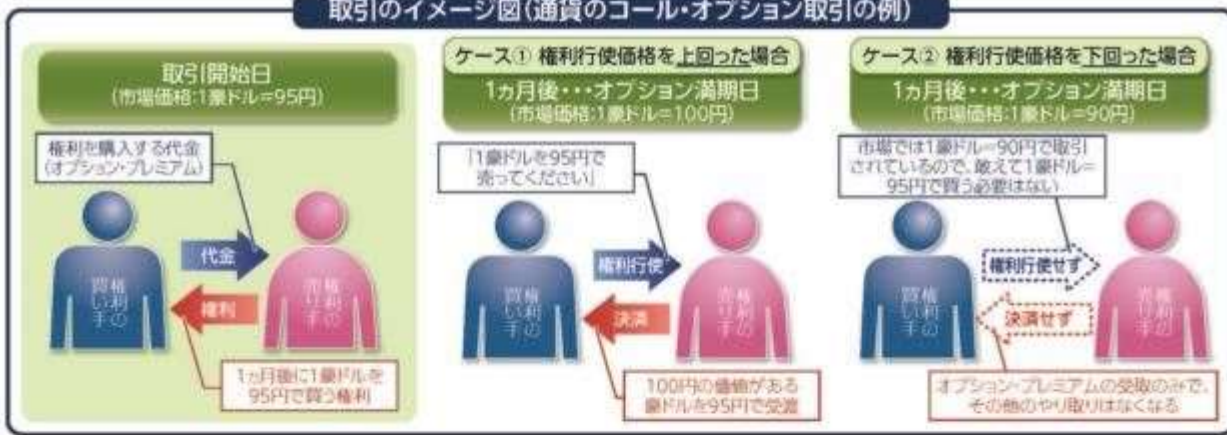 取引のイメージ図(通貨のコール・オプション取引の例)
取引開始日
(市場価格:1豪ドル=95円)
権利を購入する代金
(オプション・プレミアム)
代金
権利
権利の
買い手
権利の
売り手
1ヵ月後に1豪ドルを
95円で買う権利
ケース① 権利行使価格を上回った場合
1ヵ月後・・・オプション満期日
(市場価格:1豪ドル=100円)
「1豪ドルを95円で
売ってください」
権利行使
決済
権利の
買い手
権利の
売り手
100円の価値がある
豪ドルを95円で受渡
ケース② 権利行使価格を下回った場合
1ヵ月後・・・オプション満期日
(市場価格:1豪ドル=90円)
市場では1豪ドル=90円で取引
されているので、敢えて1豪ドル=
95円で買う必要はない
権利行使せず
決済せず
権利の
買い手
権利の
売り手
オプション・プレミアムの受取のみで、
その他のやり取りはなくなる